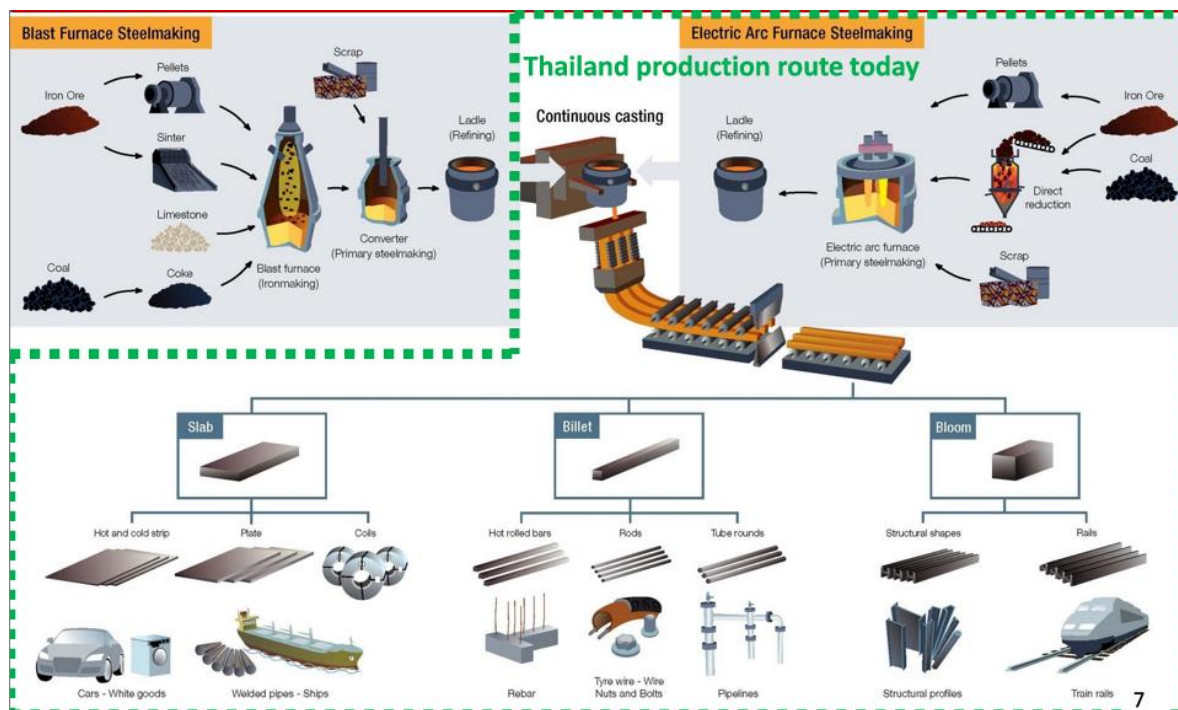 Blast Furnace Steelmaking
Pellets
Iron Ore
Sinter
Limestone
Coal
Coke
Blast furnace
(Ironmaking)
Scrap
Converter
(Primary steelmaking)
Ladle
(Refining)
Electric Arc Furnace Steelmaking
Thailand production route today
Continuous casting
Ladle
(Refining)
Pellets
Iron Ore
Coal
Direct
reduction
Electric arc furnace
(Primary steelmaking)
Scrap
Slab
Billet
Bloom
Hot and cold strip
Plate
Coils
Hot rolled bars
Rods
Tube rounds
Structural shapes
Rails
Cars - White goods
Welded pipes - Ships
Rebar
Tyre wire - Wire
Nuts and Bolts
Pipelines
Structural profiles
Train rails
7